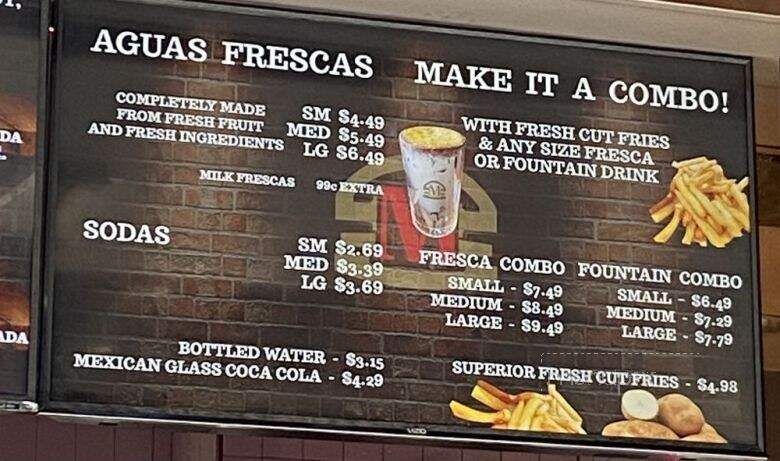 AGUAS FRESCAS
COMPLETELY MADE
FROM FRESH FRUIT
AND FRESH INGREDIENTS
SM $4.49
MED $5.49
LG $6.49
MILK FRESCAS 99c EXTRA
SODAS
SM $2.69
MED $3.39
LG $3.69
BOTTLED WATER - $3.15
MEXICAN GLASS COCA COLA - $4.29
MAKE IT A COMBO!
WITH FRESH CUT FRIES
& ANY SIZE FRESCA
OR FOUNTAIN DRINK
M
FRESCA COMBO
SMALL - $7.49
MEDIUM - $8.49
LARGE - $9.49
FOUNTAIN COMBO
SMALL - $6.49
MEDIUM - $7.29
LARGE - $7.79
SUPERIOR FRESH CUT FRIES - $4.98
VIZIO